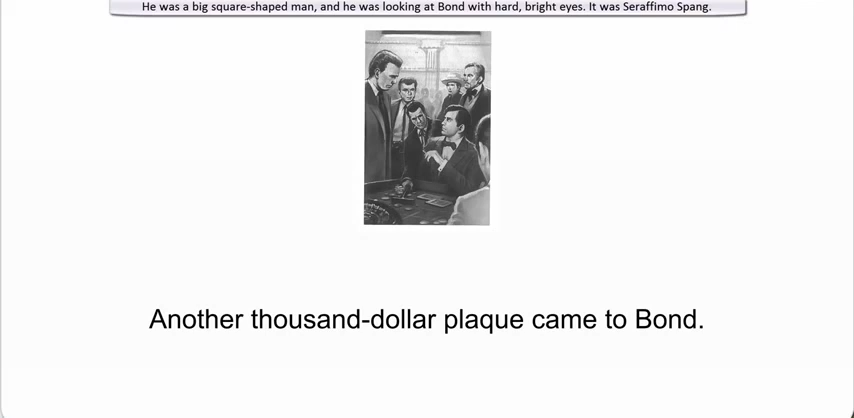 He was a big square-shaped man, and he was looking at Bond with hard, bright eyes. It was Seraffimo Spang.
Another thousand-dollar plaque came to Bond.